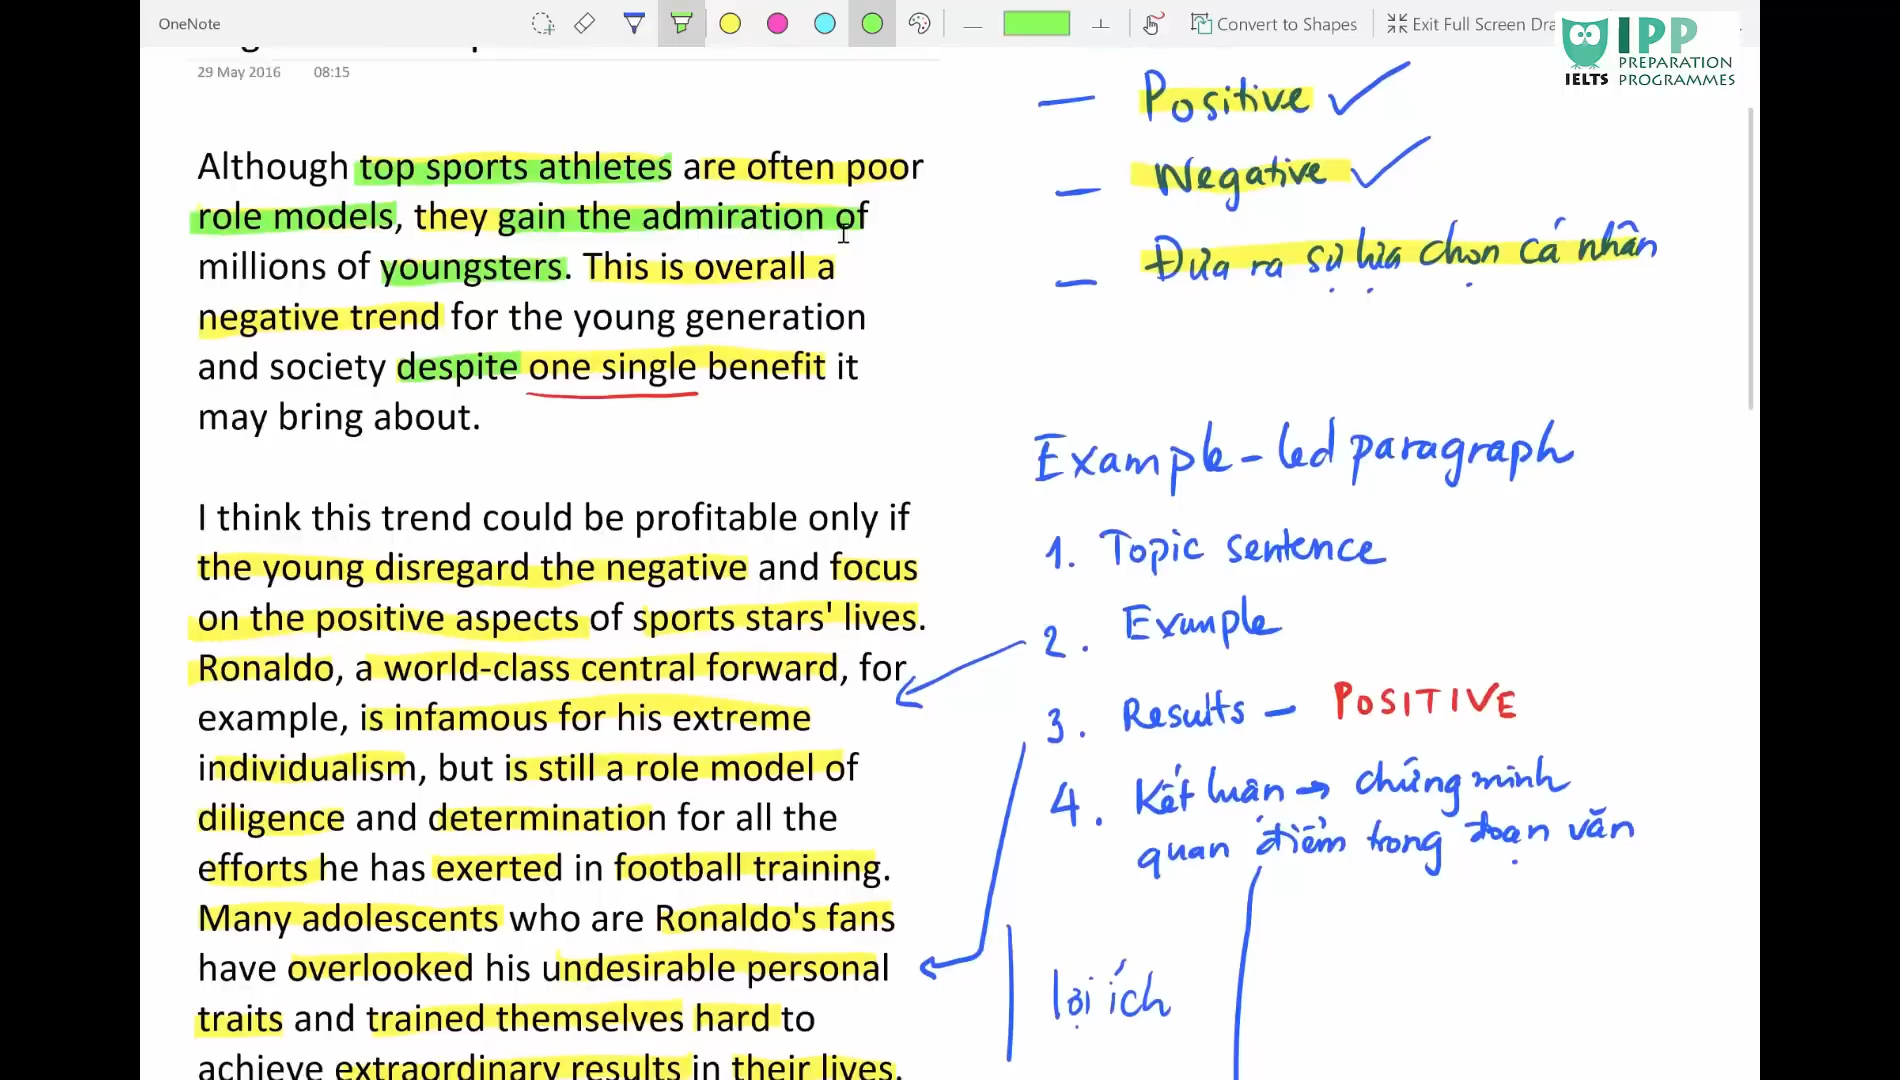 OneNote
Convert to Shapes
Exit Full Screen Dra
IPP
PREPARATION
IELTS PROGRAMMES
29 May 2016 08:15
Although top sports athletes are often poor
role models, they gain the admiration of
millions of youngsters. This is overall a
negative trend for the young generation
and society despite one single benefit it
may bring about.
I think this trend could be profitable only if
the young disregard the negative and focus
on the positive aspects of sports stars' lives.
Ronaldo, a world-class central forward, for
example, is infamous for his extreme
individualism, but is still a role model of
diligence and determination for all the
efforts he has exerted in football training.
Many adolescents who are Ronaldo's fans
have overlooked his undesirable personal
traits and trained themselves hard to
achieve extraordinary results in their lives.
— Positive ✓
— Negative ✓
— Đưa ra sự lựa chọn cá nhân
Example-led paragraph
1. Topic sentence
2. Example
3. Results — POSITIVE
4. Kết luân → chứng minh
quan điểm trong đoạn văn
lợi ích